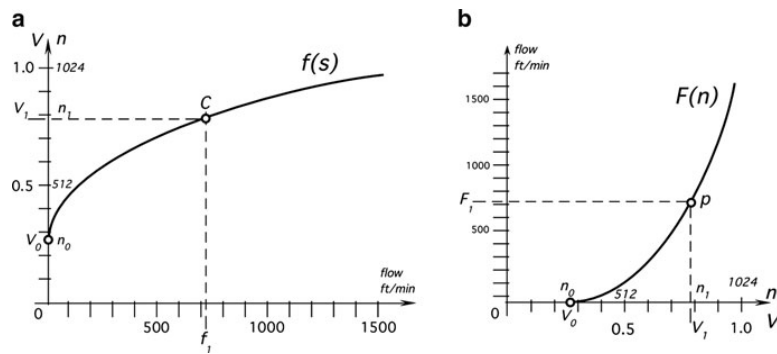 a
V n
1.0 1024
f(s)
C
V1 n1
0.5 512
V0 n0
flow
ft/min
0 500 1000 1500
f1
b
flow
ft/min
1500
F(n)
1000
F1
p
500
n0 512 n1 1024 n
0 V0 0.5 V1 1.0 V